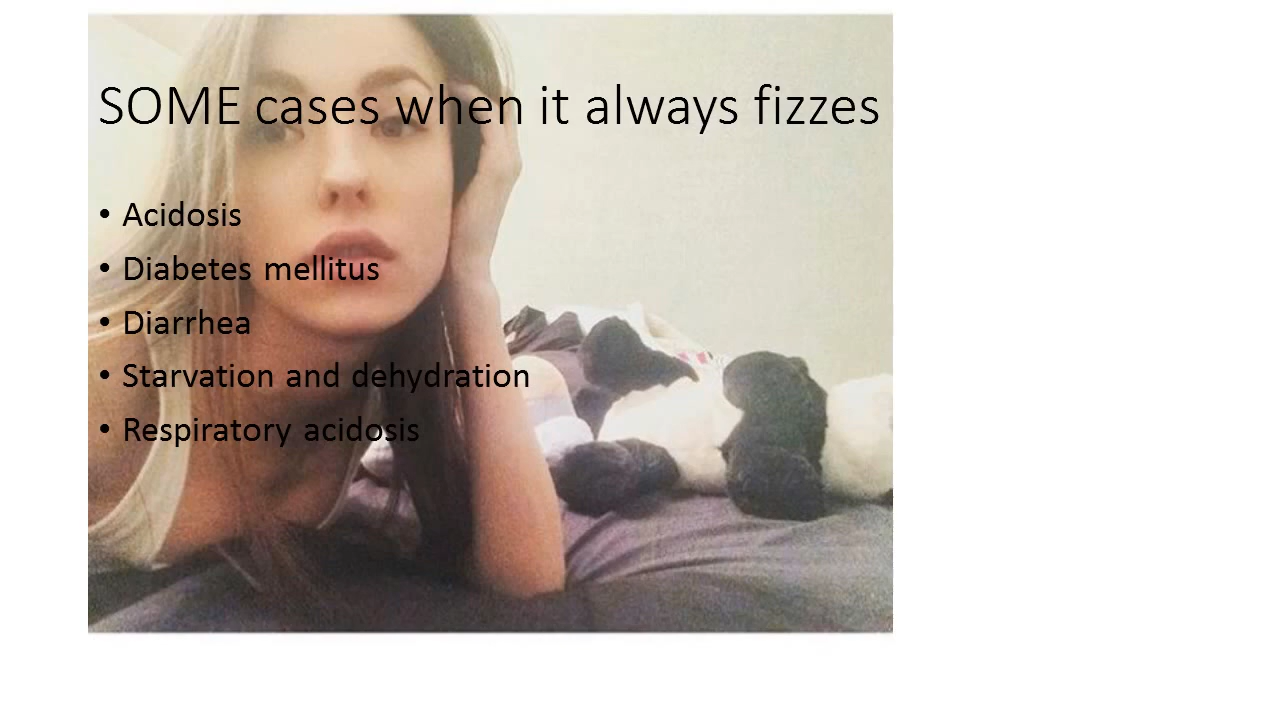 SOME cases when it always fizzes
• Acidosis
• Diabetes mellitus
• Diarrhea
• Starvation and dehydration
• Respiratory acidosis